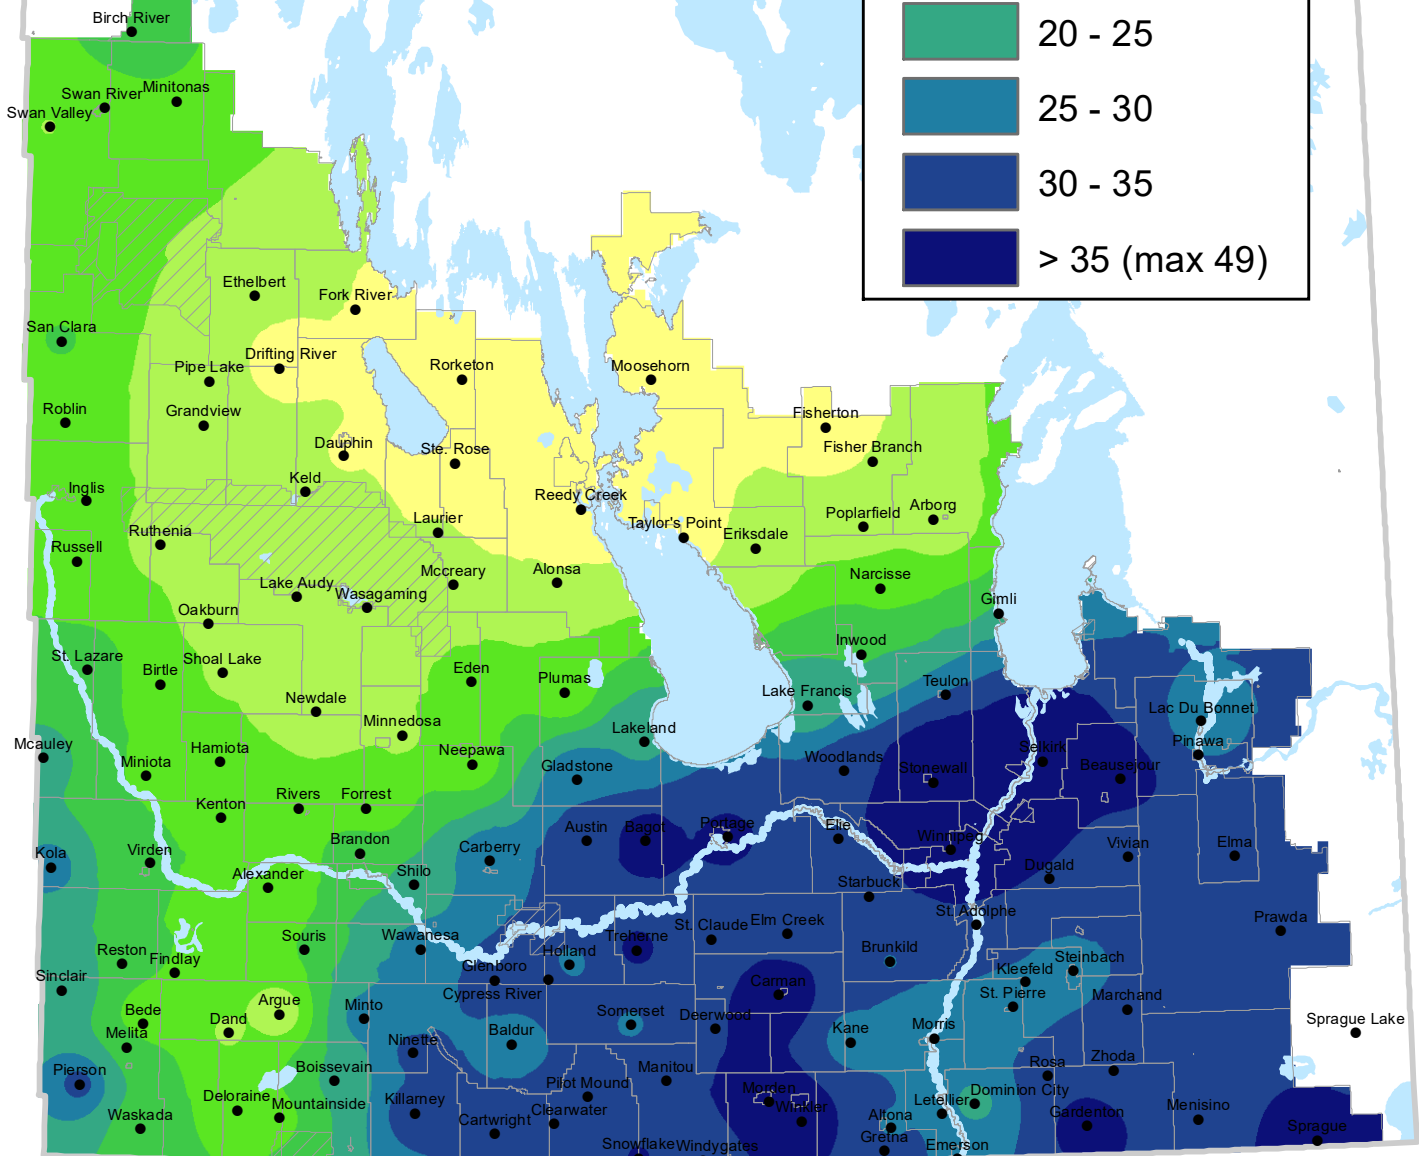 20 - 25
25 - 30
30 - 35
> 35 (max 49)
Birch River
Swan River
Minitonas
Swan Valley
Ethelbert
Fork River
San Clara
Drifting River
Pipe Lake
Rorketon
Moosehorn
Roblin
Grandview
Fisherton
Dauphin
Ste. Rose
Fisher Branch
Inglis
Keld
Reedy Creek
Ruthenia
Laurier
Taylor's Point
Eriksdale
Poplarfield
Arborg
Russell
Lake Audy
Wasagaming
Mccreary
Alonsa
Narcisse
Oakburn
Gimli
St. Lazare
Birtle
Shoal Lake
Eden
Plumas
Inwood
Newdale
Lake Francis
Teulon
Lac Du Bonnet
Minnedosa
Lakeland
Mcauley
Miniota
Hamiota
Neepawa
Gladstone
Woodlands
Stonewall
Selkirk
Beausejour
Pinawa
Kenton
Rivers
Forrest
Austin
Bagot
Portage
Elie
Winnipeg
Kola
Virden
Brandon
Carberry
Vivian
Elma
Alexander
Shilo
Starbuck
Dugald
Reston
Findlay
Souris
Wawanesa
Holland
Treherne
St. Claude
Elm Creek
St. Adolphe
Prawda
Sinclair
Glenboro
Cypress River
Brunkild
Kleefeld
Steinbach
Bede
Argue
Minto
Carman
St. Pierre
Marchand
Melita
Dand
Ninette
Baldur
Somerset
Deerwood
Kane
Morris
Sprague Lake
Pierson
Boissevain
Pilot Mound
Manitou
Rosa
Zhoda
Waskada
Deloraine
Mountainside
Killarney
Cartwright
Clearwater
Morden
Winkler
Altona
Letellier
Dominion City
Gardenton
Menisino
Sprague
Snowflake
Windygates
Gretna
Emerson